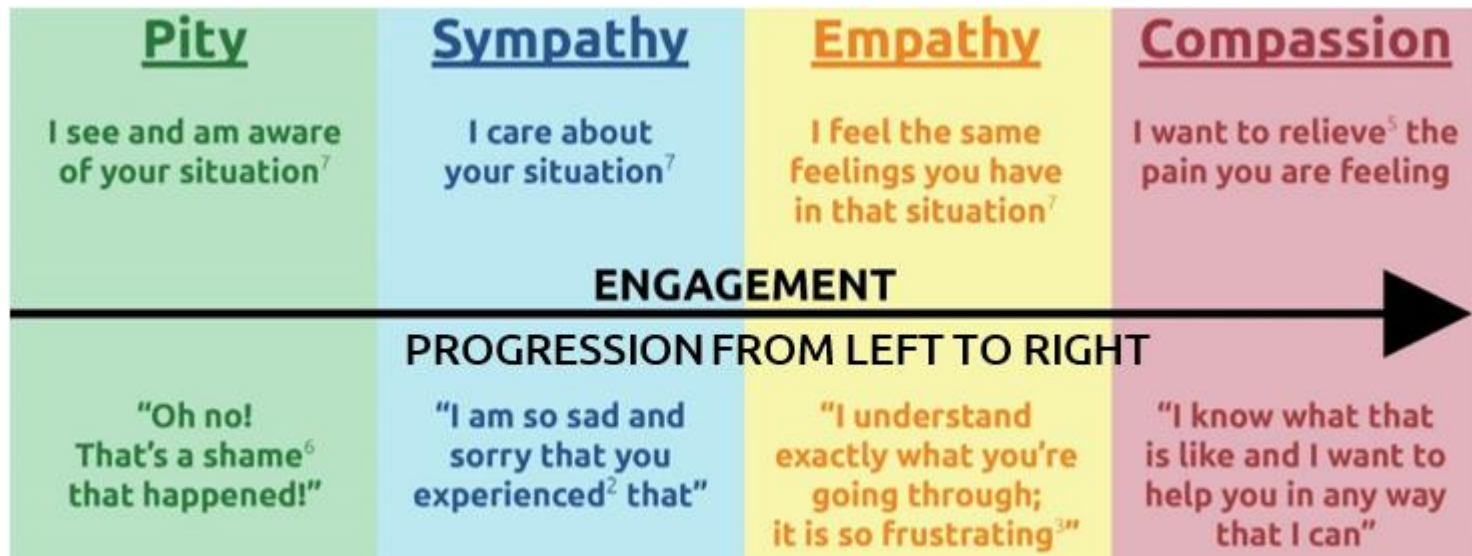 Pity
I see and am aware
of your situation⁷
Sympathy
I care about
your situation⁷
Empathy
I feel the same
feelings you have
in that situation⁷
Compassion
I want to relieve⁵ the
pain you are feeling
ENGAGEMENT
PROGRESSION FROM LEFT TO RIGHT
“Oh no!
That’s a shame⁶
that happened!”
“I am so sad and
sorry that you
experienced² that”
“I understand
exactly what you’re
going through;
it is so frustrating³”
“I know what that
is like and I want to
help you in any way
that I can”